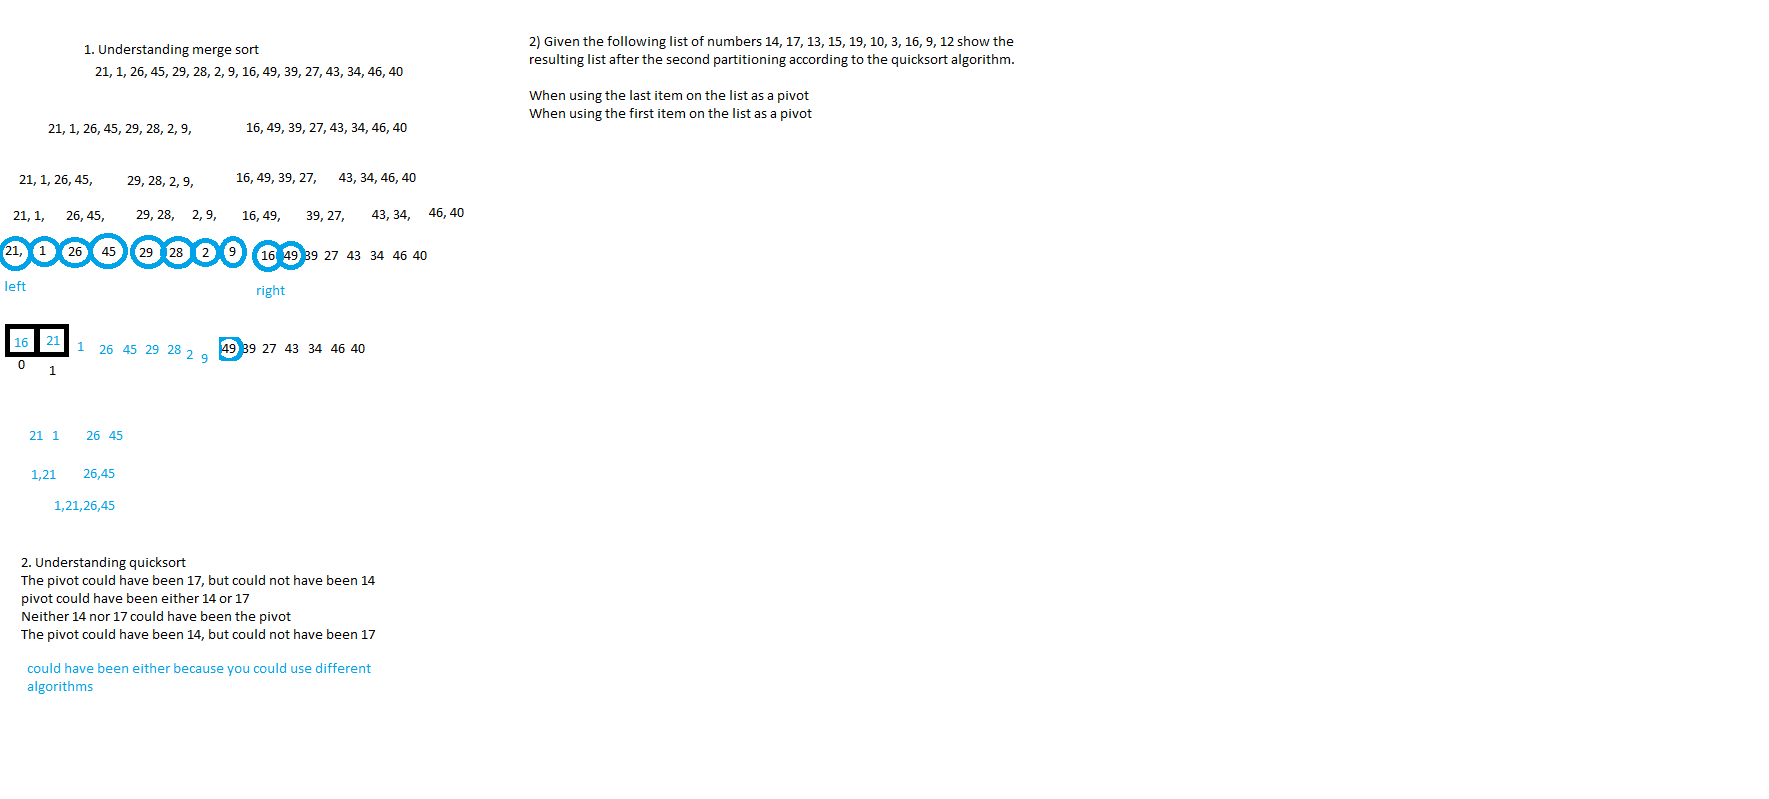 1. Understanding merge sort
21, 1, 26, 45, 29, 28, 2, 9, 16, 49, 39, 27, 43, 34, 46, 40
21, 1, 26, 45, 29, 28, 2, 9, 16, 49, 39, 27, 43, 34, 46, 40
21, 1, 26, 45, 29, 28, 2, 9, 16, 49, 39, 27, 43, 34, 46, 40
21, 1, 26, 45, 29, 28, 2, 9, 16, 49, 39, 27, 43, 34, 46, 40
21, 1 26 45 29 28 2 9 16 49 39 27 43 34 46 40
left right
16 21 1 26 45 29 28 2 9 49 39 27 43 34 46 40
0 1
21 1 26 45
1,21 26,45
1,21,26,45
2. Understanding quicksort
The pivot could have been 17, but could not have been 14
pivot could have been either 14 or 17
Neither 14 nor 17 could have been the pivot
The pivot could have been 14, but could not have been 17
could have been either because you could use different
algorithms
2) Given the following list of numbers 14, 17, 13, 15, 19, 10, 3, 16, 9, 12 show the
resulting list after the second partitioning according to the quicksort algorithm.
When using the last item on the list as a pivot
When using the first item on the list as a pivot